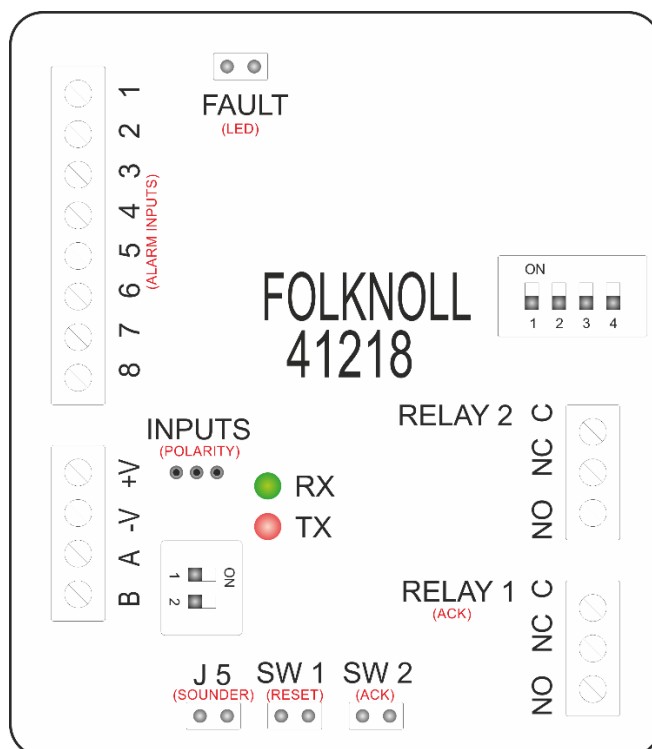 FAULT
(LED)
1
2
3
4
5
6
7
8
(ALARM INPUTS)
FOLKNOLL
41218
ON
1 2 3 4
RELAY 2
C
NC
NO
INPUTS
(POLARITY)
+V
-V
A
B
RX
TX
1
2
ON
RELAY 1
(ACK)
C
NC
NO
J 5
(SOUNDER)
SW 1
(RESET)
SW 2
(ACK)